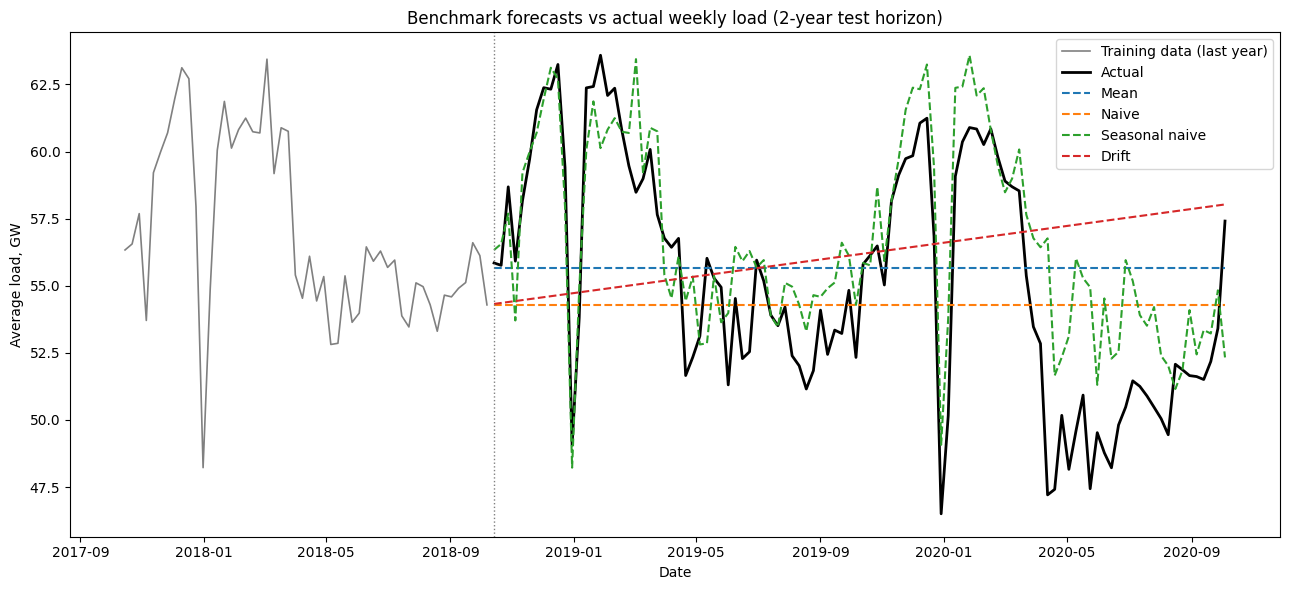 Benchmark forecasts vs actual weekly load (2-year test horizon)
Training data (last year)
Actual
Mean
Naive
Seasonal naive
Drift
Average load, GW
62.5
60.0
57.5
55.0
52.5
50.0
47.5
2017-09
2018-01
2018-05
2018-09
2019-01
2019-05
2019-09
2020-01
2020-05
2020-09
Date